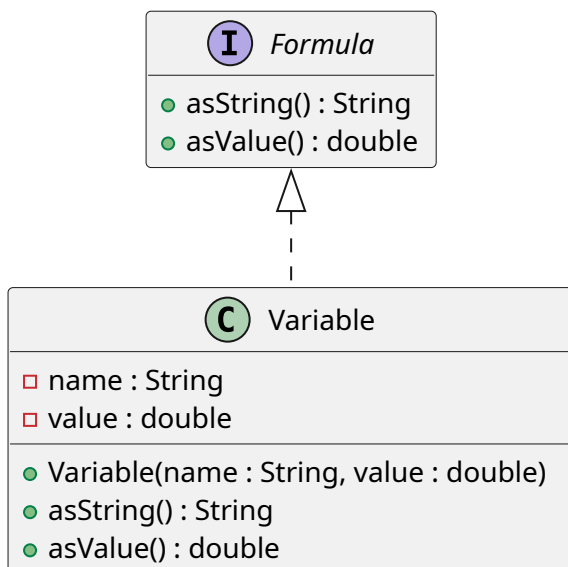 I Formula
asString() : String
asValue() : double
C Variable
name : String
value : double
Variable(name : String, value : double)
asString() : String
asValue() : double